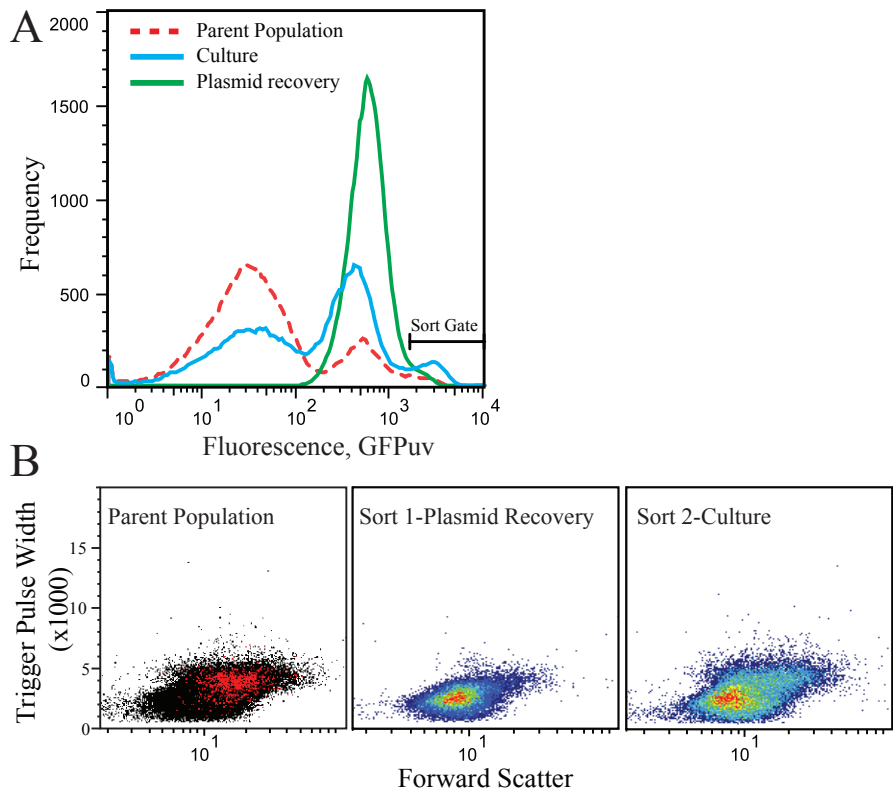 A
Parent Population
Culture
Plasmid recovery
Frequency
2000
1500
1000
500
0
Sort Gate
10^0 10^1 10^2 10^3 10^4
Fluorescence, GFPuv
B
Trigger Pulse Width
(x1000)
15
10
5
0
Parent Population
Sort 1-Plasmid Recovery
Sort 2-Culture
10^1 10^1 10^1
Forward Scatter